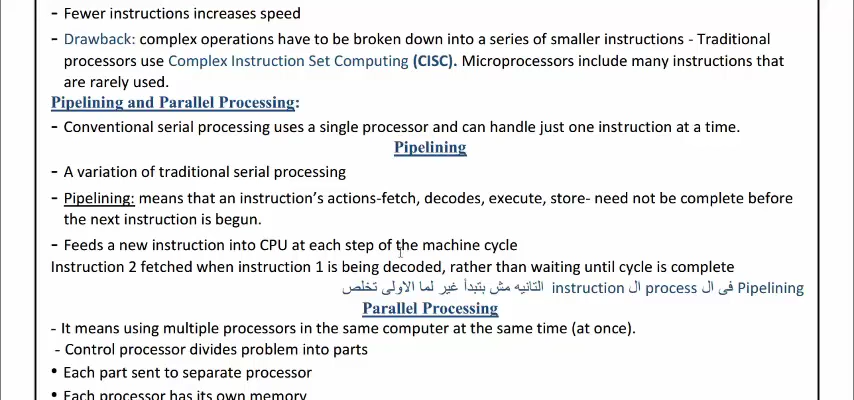 - Fewer instructions increases speed
- Drawback: complex operations have to be broken down into a series of smaller instructions - Traditional
processors use Complex Instruction Set Computing (CISC). Microprocessors include many instructions that
are rarely used.
Pipelining and Parallel Processing:
- Conventional serial processing uses a single processor and can handle just one instruction at a time.
Pipelining
- A variation of traditional serial processing
- Pipelining: means that an instruction's actions-fetch, decodes, execute, store- need not be complete before
the next instruction is begun.
- Feeds a new instruction into CPU at each step of the machine cycle
Instruction 2 fetched when instruction 1 is being decoded, rather than waiting until cycle is complete
Pipelining فى ال process ال instruction التانيه مش بتبدأ غير لما الاولى تخلص
Parallel Processing
- It means using multiple processors in the same computer at the same time (at once).
- Control processor divides problem into parts
• Each part sent to separate processor
• Each processor has its own memory